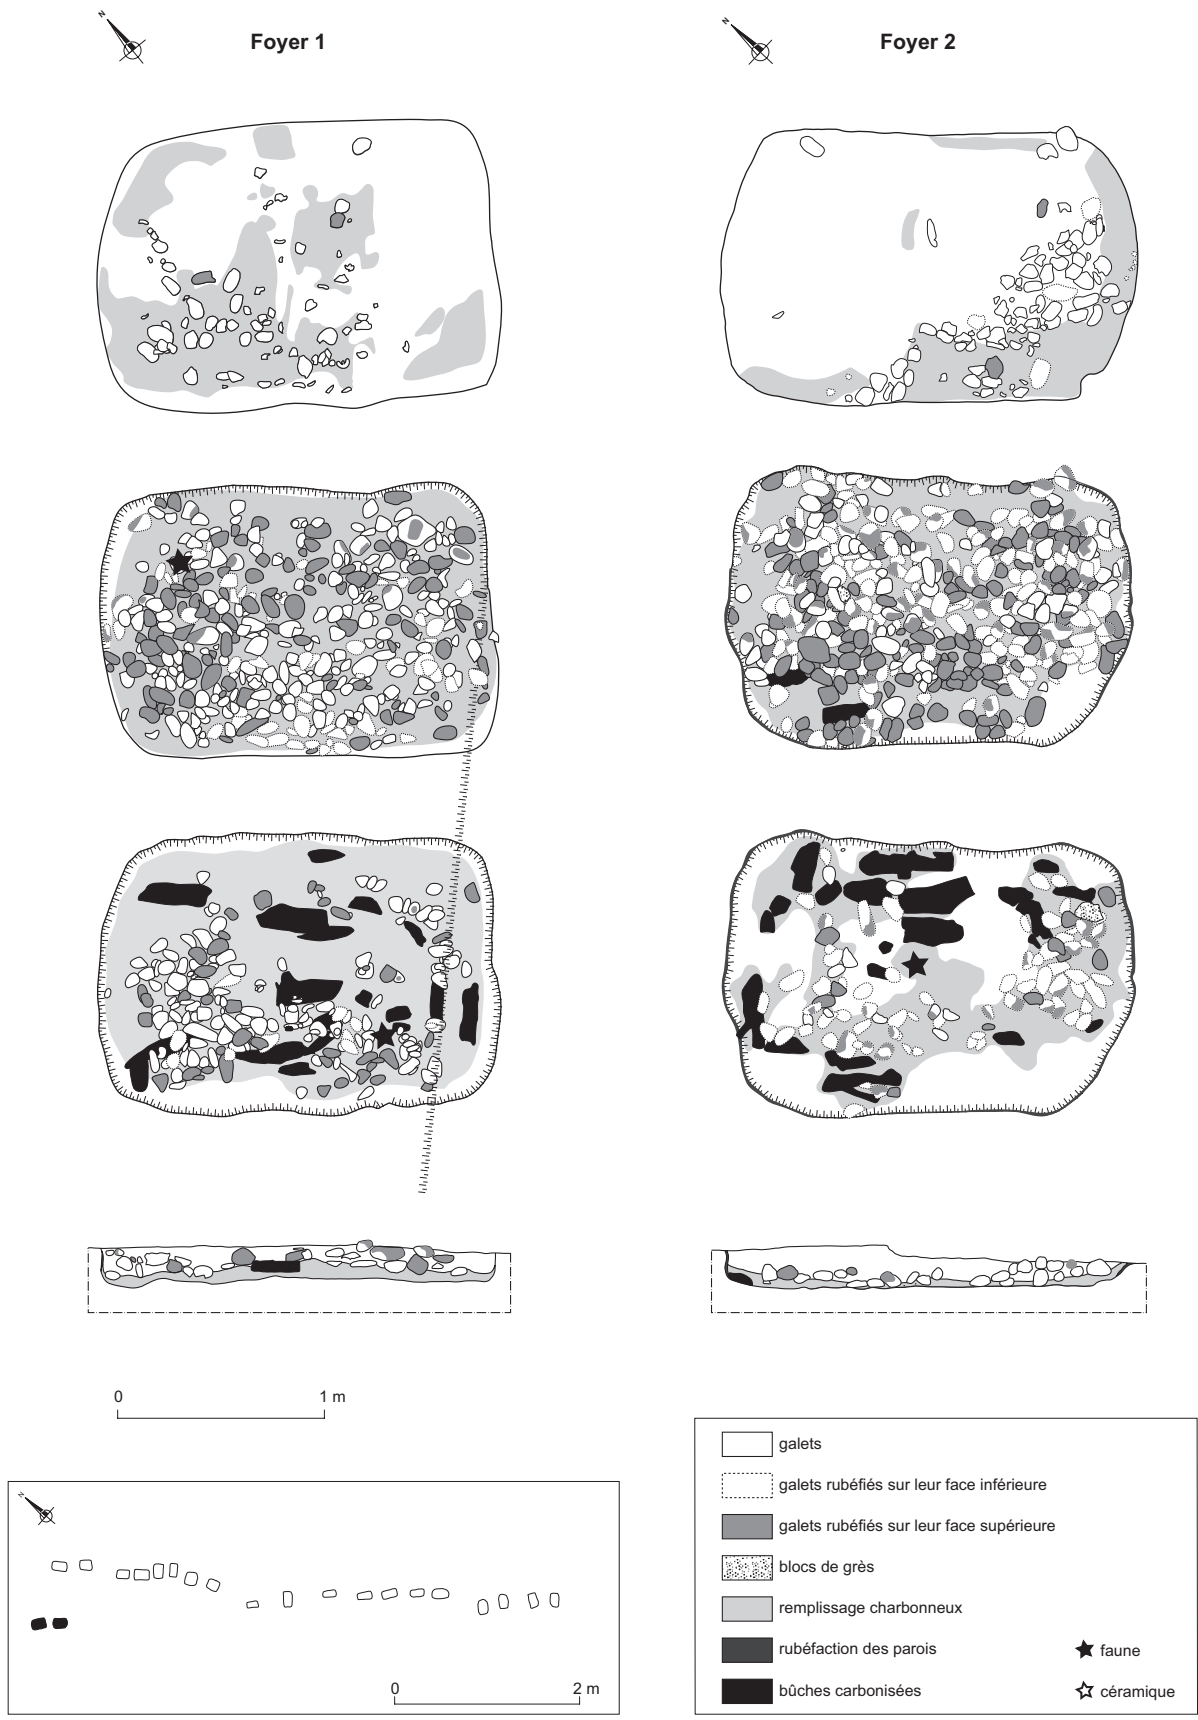 N
Foyer 1
N
Foyer 2
0 1 m
N
0 2 m
galets
galets rubéfiés sur leur face inférieure
galets rubéfiés sur leur face supérieure
blocs de grès
remplissage charbonneux
rubéfaction des parois
faune
bûches carbonisées
céramique